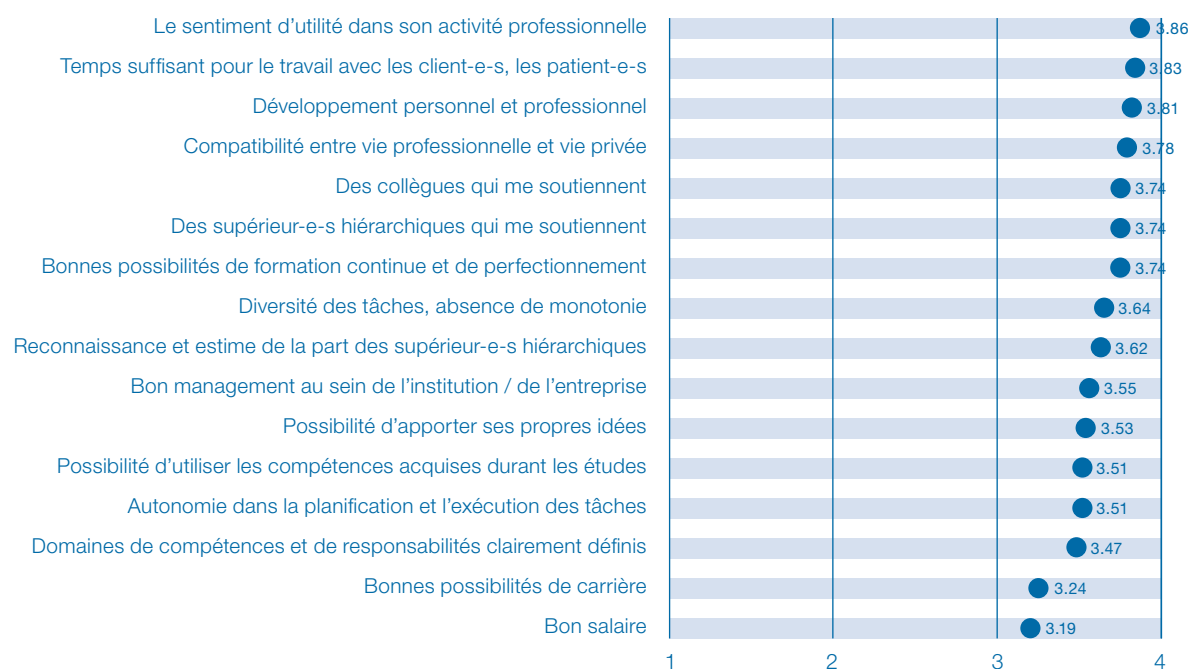 Le sentiment d’utilité dans son activité professionnelle 3.86
Temps suffisant pour le travail avec les client-e-s, les patient-e-s 3.83
Développement personnel et professionnel 3.81
Compatibilité entre vie professionnelle et vie privée 3.78
Des collègues qui me soutiennent 3.74
Des supérieur-e-s hiérarchiques qui me soutiennent 3.74
Bonnes possibilités de formation continue et de perfectionnement 3.74
Diversité des tâches, absence de monotonie 3.64
Reconnaissance et estime de la part des supérieur-e-s hiérarchiques 3.62
Bon management au sein de l’institution / de l’entreprise 3.55
Possibilité d’apporter ses propres idées 3.53
Possibilité d’utiliser les compétences acquises durant les études 3.51
Autonomie dans la planification et l’exécution des tâches 3.51
Domaines de compétences et de responsabilités clairement définis 3.47
Bonnes possibilités de carrière 3.24
Bon salaire 3.19
1 2 3 4